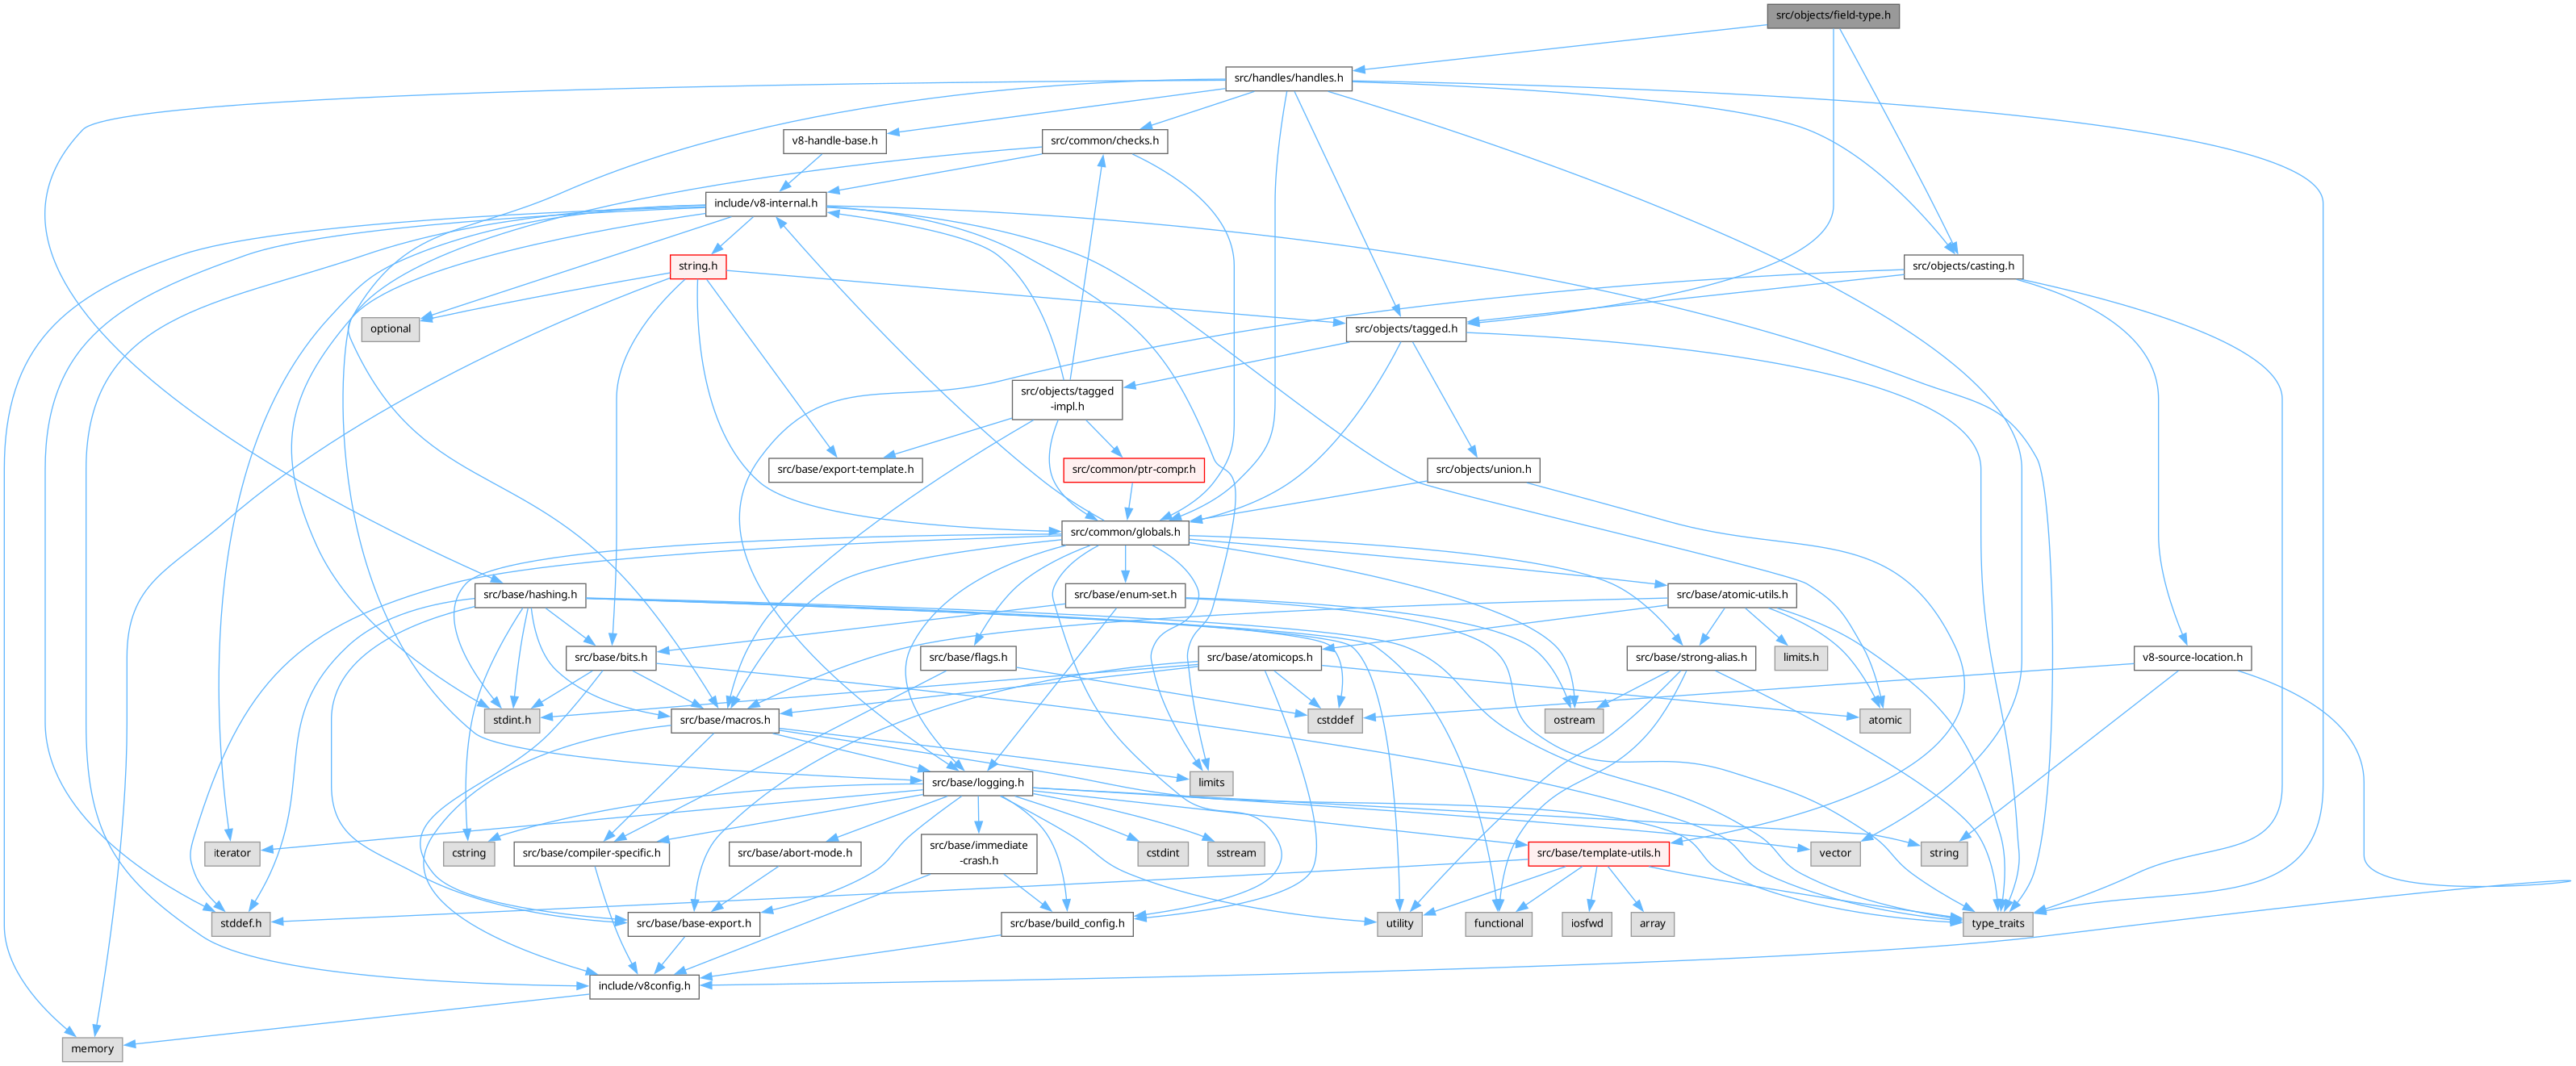 src/objects/field-type.h
src/handles/handles.h
v8-handle-base.h
src/common/checks.h
include/v8-internal.h
string.h
src/objects/casting.h
optional
src/objects/tagged.h
src/objects/tagged
-impl.h
src/base/export-template.h
src/common/ptr-compr.h
src/objects/union.h
src/common/globals.h
src/base/hashing.h
src/base/enum-set.h
src/base/atomic-utils.h
src/base/bits.h
src/base/flags.h
src/base/atomicops.h
src/base/strong-alias.h
limits.h
v8-source-location.h
stdint.h
src/base/macros.h
cstddef
ostream
atomic
src/base/logging.h
limits
iterator
cstring
src/base/compiler-specific.h
src/base/abort-mode.h
src/base/immediate
-crash.h
cstdint
sstream
src/base/template-utils.h
vector
string
stddef.h
src/base/base-export.h
src/base/build_config.h
utility
functional
iosfwd
array
type_traits
include/v8config.h
memory